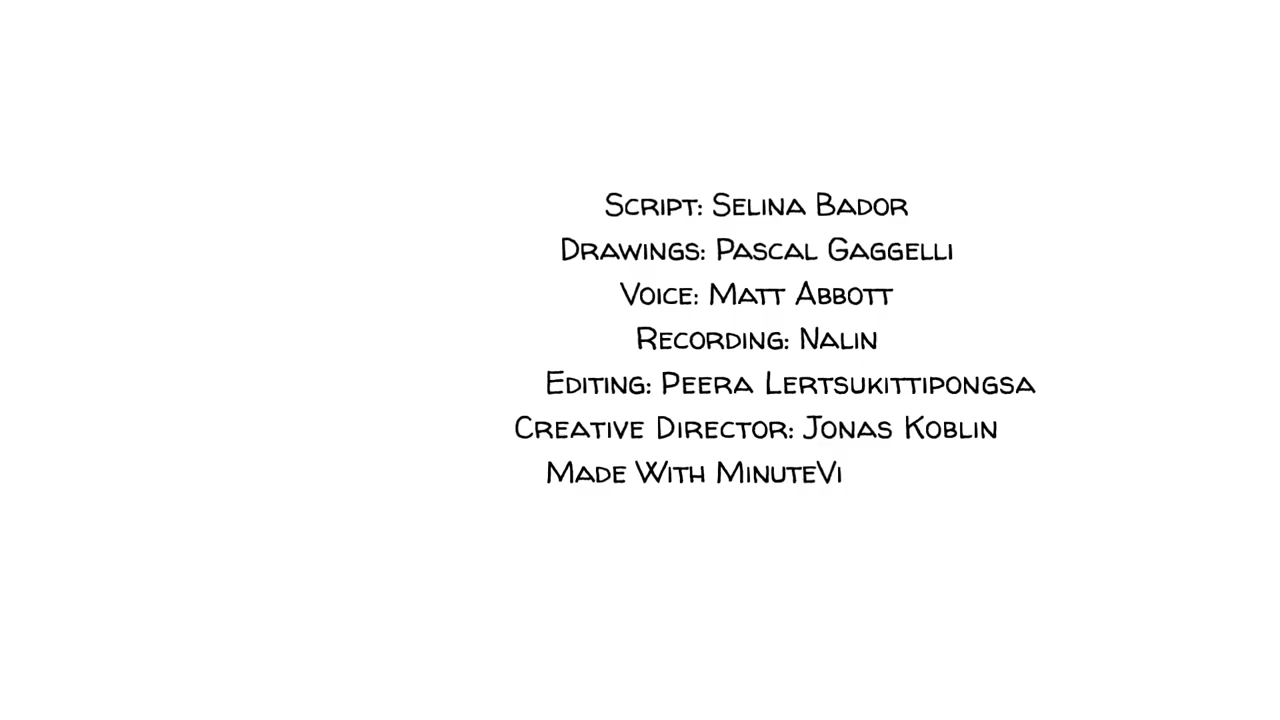 Script: Selina Bador
Drawings: Pascal Gaggelli
Voice: Matt Abbott
Recording: Nalin
Editing: Peera Lertsukittipongsa
Creative Director: Jonas Koblin
Made With MinuteVi